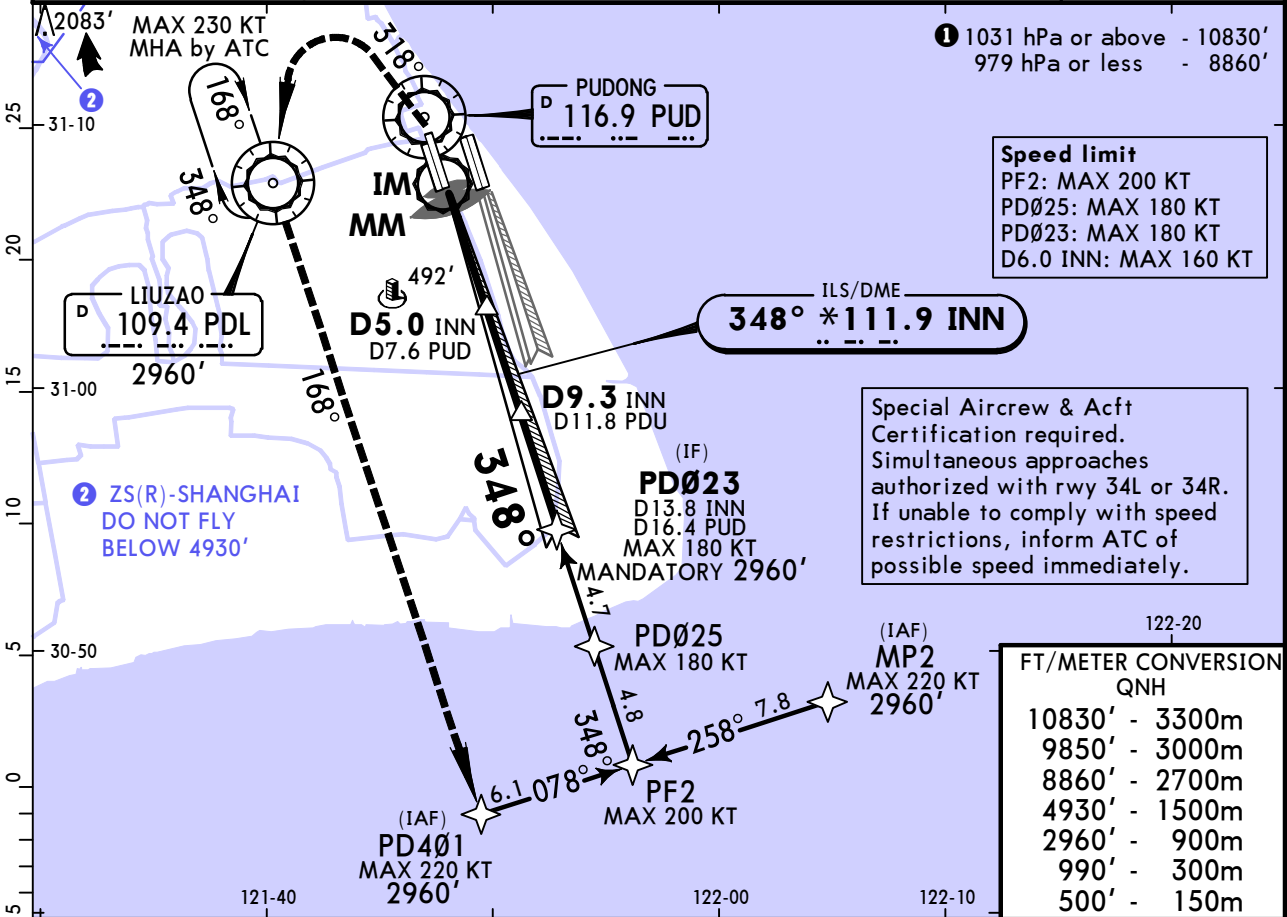 2083'
MAX 230 KT
MHA by ATC
2
318°
168°
348°
❶ 1031 hPa or above - 10830'
979 hPa or less - 8860'
PUDONG
D 116.9 PUD
Speed limit
PF2: MAX 200 KT
PDØ25: MAX 180 KT
PDØ23: MAX 180 KT
D6.0 INN: MAX 160 KT
31-10
IM
MM
LIUZAO
D 109.4 PDL
2960'
492'
D5.0 INN
D7.6 PUD
ILS/DME
348° *111.9 INN
31-00
168°
D9.3 INN
D11.8 PDU
348°
Special Aircrew & Acft
Certification required.
Simultaneous approaches
authorized with rwy 34L or 34R.
If unable to comply with speed
restrictions, inform ATC of
possible speed immediately.
(IF)
PDØ23
D13.8 INN
D16.4 PUD
MAX 180 KT
MANDATORY 2960'
❷ ZS(R)-SHANGHAI
DO NOT FLY
BELOW 4930'
4.7
PDØ25
MAX 180 KT
30-50
4.8
348°
(IAF)
MP2
MAX 220 KT
2960'
7.8
258°
PF2
MAX 200 KT
6.1 078°
(IAF)
PD4Ø1
MAX 220 KT
2960'
122-20
FT/METER CONVERSION
QNH
10830' - 3300m
9850' - 3000m
8860' - 2700m
4930' - 1500m
2960' - 900m
990' - 300m
500' - 150m
25
20
15
10
5
0
5
121-40
122-00
122-10